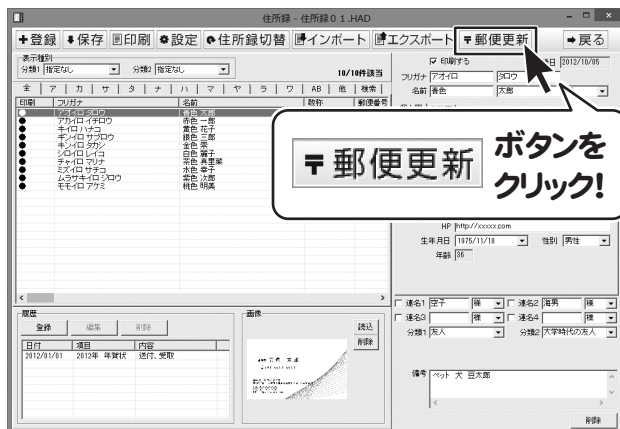 住所録 - 住所録01.HAD
登録 保存 印刷 設定 住所録切替 インポート エクスポート 〒郵便更新 戻る
表示種別
分類1 指定なし 分類2 指定なし
10/10件該当
全 ア カ サ タ ナ ハ マ ヤ ラ ワ AB 他 検索
印刷 フリガナ 名前 敬称 郵便番号
アオイロ タロウ 青色 太郎
アカイロ イチロウ 赤色 一郎
キイロ ハナコ 黄色 花子
ギンイロ サブロウ 銀色 三郎
キンイロ タカシ 金色 崇
シロイロ レイコ 白色 麗子
チャイロ マリナ 茶色 真里菜
ミズイロ サチコ 水色 幸子
ムラサキイロ ジロウ 紫色 次郎
モモイロ アケミ 桃色 明美
印刷する
日 2012/10/05
フリガナ アオイロ タロウ
名前 青色 太郎
〒郵便更新
ボタンを
クリック!
HP http://xxxxx.com
生年月日 1975/11/18 性別 男性
年齢 36
連名1 空子 様 連名2 海男 様
連名3 様 連名4 様
分類1 友人 分類2 大学時代の友人
備考 ペット 犬 豆太郎
削除
履歴
登録 編集 削除
日付 項目 内容
2012/01/01 2012年 年賀状 送付、受取
画像
読込
削除